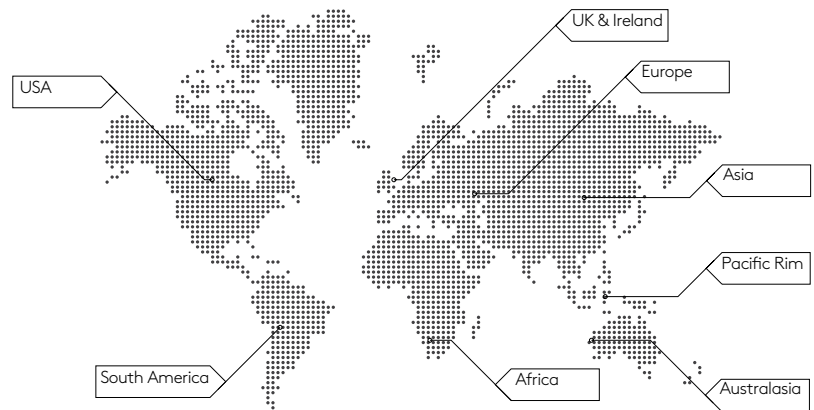 UK & Ireland
Europe
USA
Asia
Pacific Rim
South America
Africa
Australasia